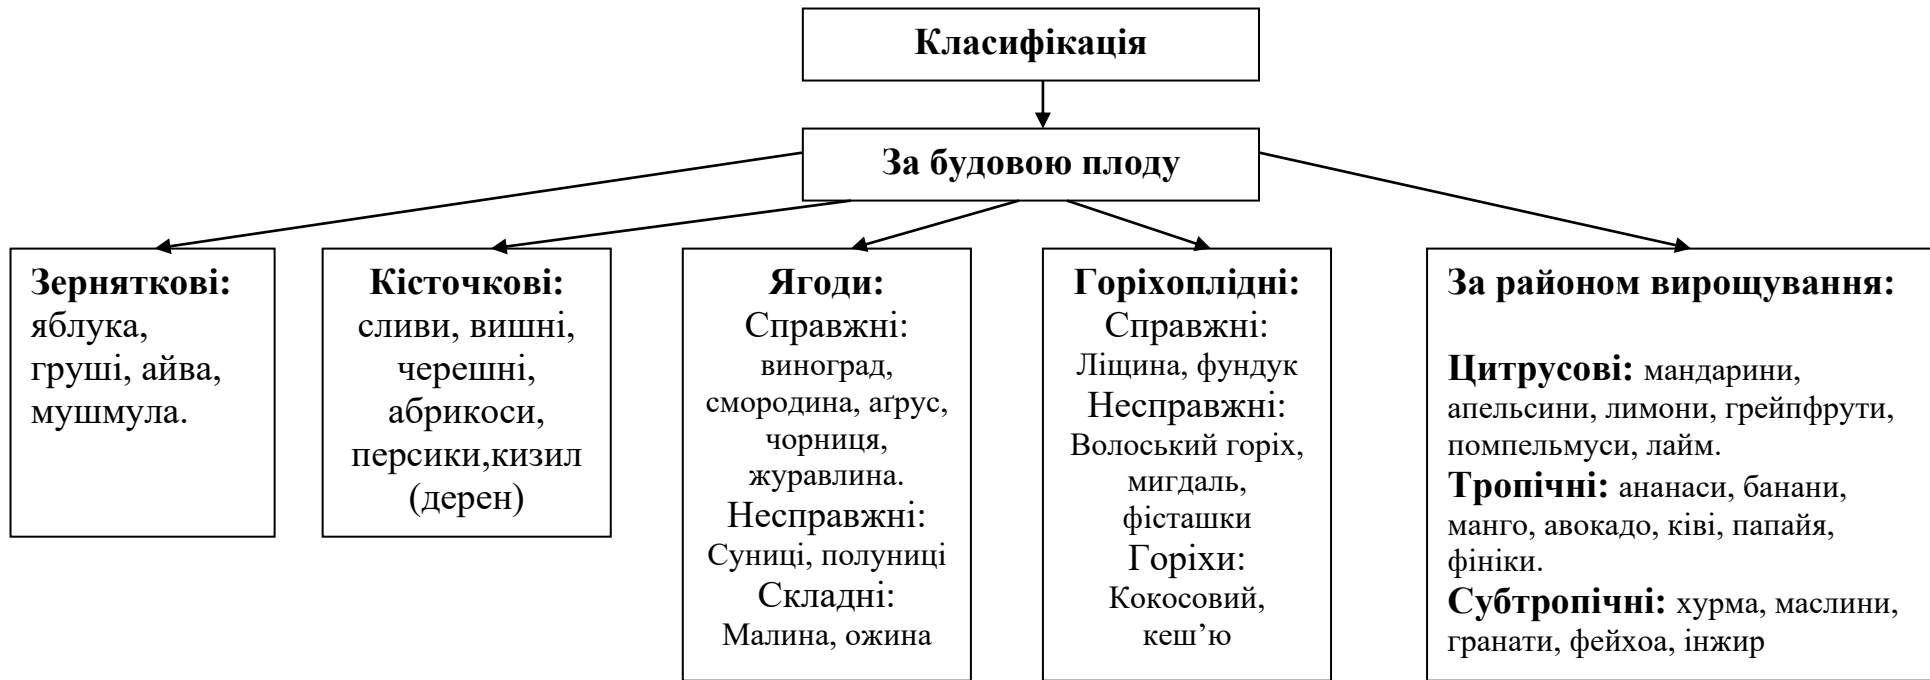 Класифікація
За будовою плоду
Зерняткові:
яблука,
груші, айва,
мушмула.
Кісточкові:
сливи, вишні,
черешні,
абрикоси,
персики,кизил
(дерен)
Ягоди:
Справжні:
виноград,
смородина, аґрус,
чорниця,
журавлина.
Несправжні:
Суниці, полуниці
Складні:
Малина, ожина
Горіхоплідні:
Справжні:
Ліщина, фундук
Несправжні:
Волоський горіх,
мигдаль,
фісташки
Горіхи:
Кокосовий,
кеш’ю
За районом вирощування:
Цитрусові: мандарини,
апельсини, лимони, грейпфрути,
помпельмуси, лайм.
Тропічні: ананаси, банани,
манго, авокадо, ківі, папайя,
фініки.
Субтропічні: хурма, маслини,
гранати, фейхоа, інжир